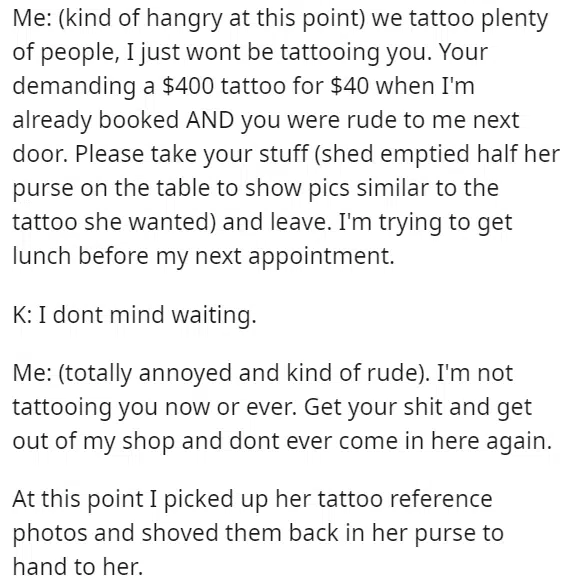 Me: (kind of hangry at this point) we tattoo plenty
of people, I just wont be tattooing you. Your
demanding a $400 tattoo for $40 when I'm
already booked AND you were rude to me next
door. Please take your stuff (shed emptied half her
purse on the table to show pics similar to the
tattoo she wanted) and leave. I'm trying to get
lunch before my next appointment.
K: I dont mind waiting.
Me: (totally annoyed and kind of rude). I'm not
tattooing you now or ever. Get your shit and get
out of my shop and dont ever come in here again.
At this point I picked up her tattoo reference
photos and shoved them back in her purse to
hand to her.